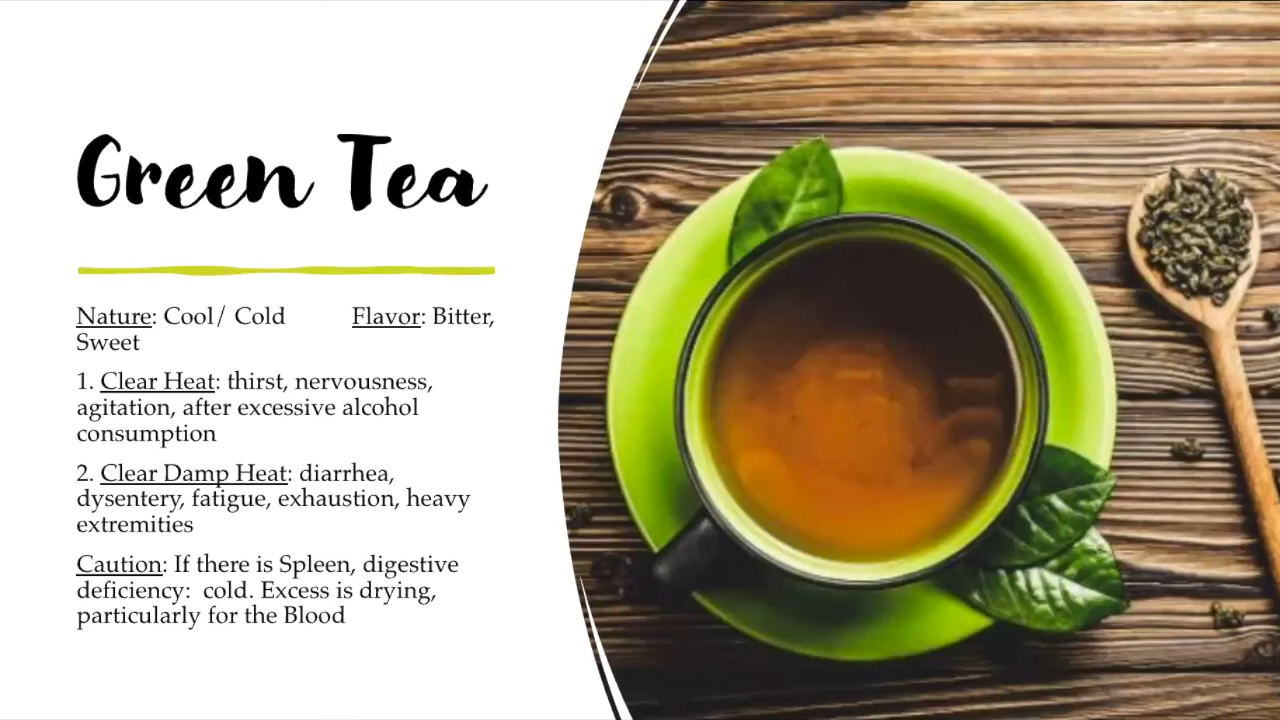 Green Tea
Nature: Cool/ Cold Flavor: Bitter,
Sweet
1. Clear Heat: thirst, nervousness,
agitation, after excessive alcohol
consumption
2. Clear Damp Heat: diarrhea,
dysentery, fatigue, exhaustion, heavy
extremities
Caution: If there is Spleen, digestive
deficiency: cold. Excess is drying,
particularly for the Blood